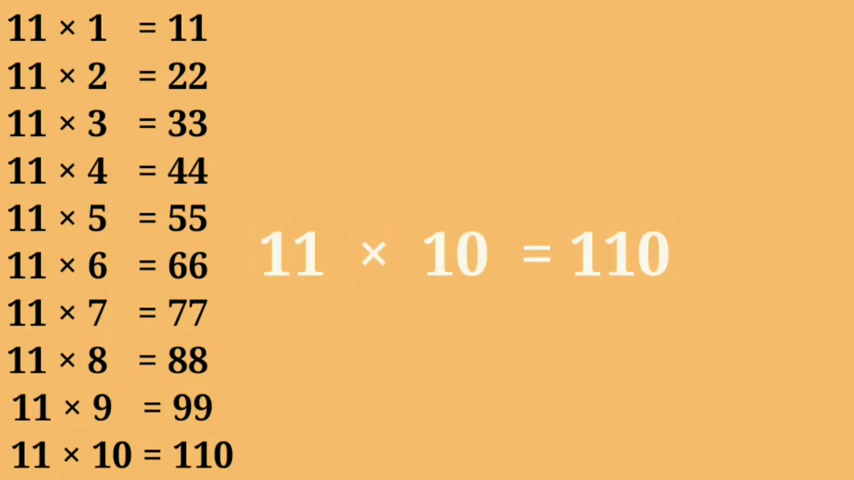 11 × 1 = 11
11 × 2 = 22
11 × 3 = 33
11 × 4 = 44
11 × 5 = 55
11 × 6 = 66
11 × 7 = 77
11 × 8 = 88
11 × 9 = 99
11 × 10 = 110
11 × 10 = 110